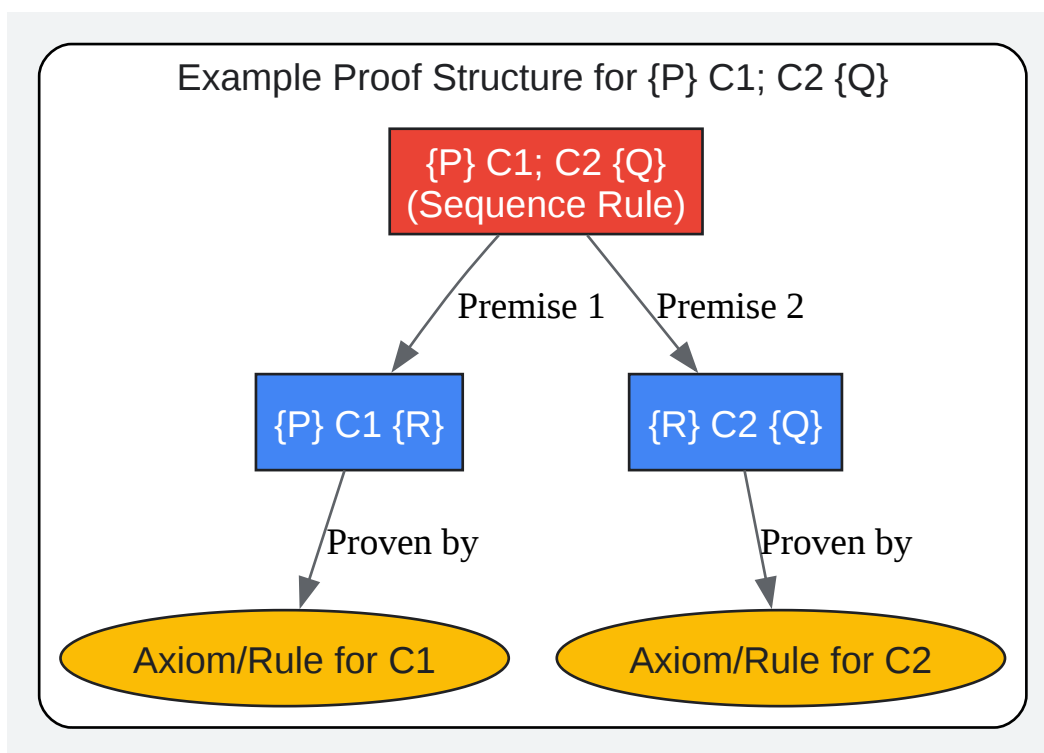 Example Proof Structure for {P} C1; C2 {Q}
{P} C1; C2 {Q}
(Sequence Rule)
Premise 1
Premise 2
{P} C1 {R}
{R} C2 {Q}
Proven by
Proven by
Axiom/Rule for C1
Axiom/Rule for C2